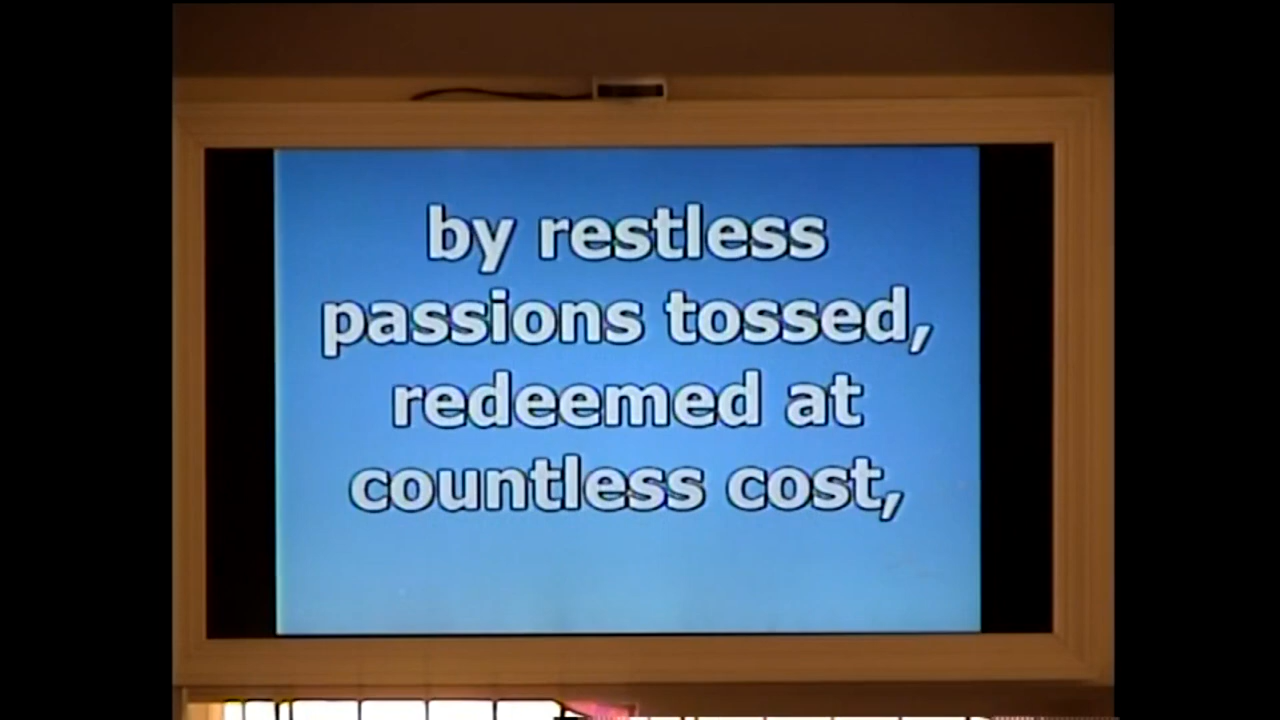 by restless
passions tossed,
redeemed at
countless cost,